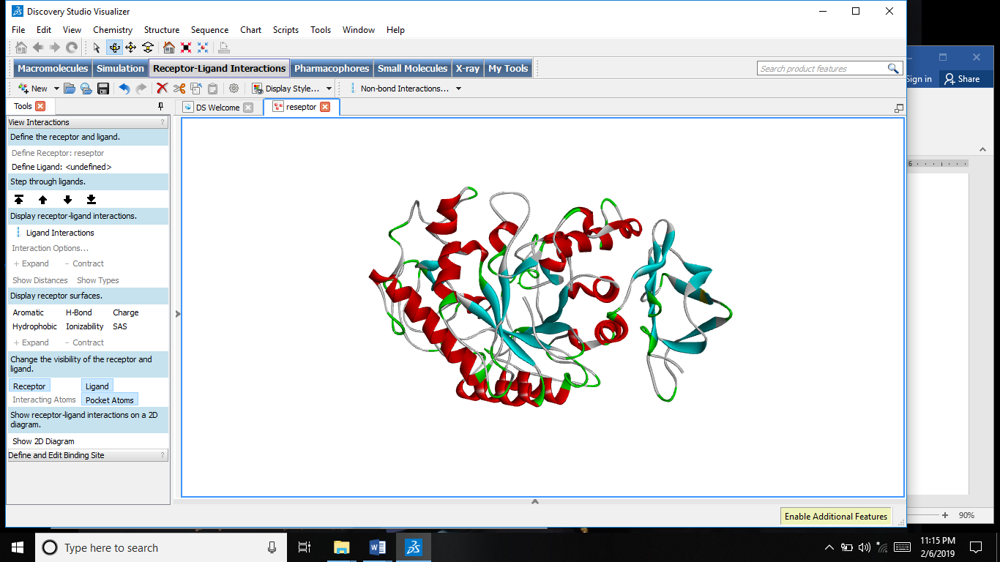 Discovery Studio Visualizer
File Edit View Chemistry Structure Sequence Chart Scripts Tools Window Help
Macromolecules Simulation Receptor-Ligand Interactions Pharmacophores Small Molecules X-ray My Tools
Search product features
Sign in Share
New Display Style... Non-bond Interactions...
Tools
DS Welcome reseptor
View Interactions ?
Define the receptor and ligand.
Define Receptor: reseptor
Define Ligand: <undefined>
Step through ligands.
Display receptor-ligand interactions.
Ligand Interactions
Interaction Options...
+ Expand - Contract
Show Distances Show Types
Display receptor surfaces.
Aromatic H-Bond Charge
Hydrophobic Ionizability SAS
+ Expand - Contract
Change the visibility of the receptor and
ligand.
Receptor Ligand
Interacting Atoms Pocket Atoms
Show receptor-ligand interactions on a 2D
diagram.
Show 2D Diagram
Define and Edit Binding Site ?
6
Enable Additional Features
90%
Type here to search
11:15 PM
2/6/2019